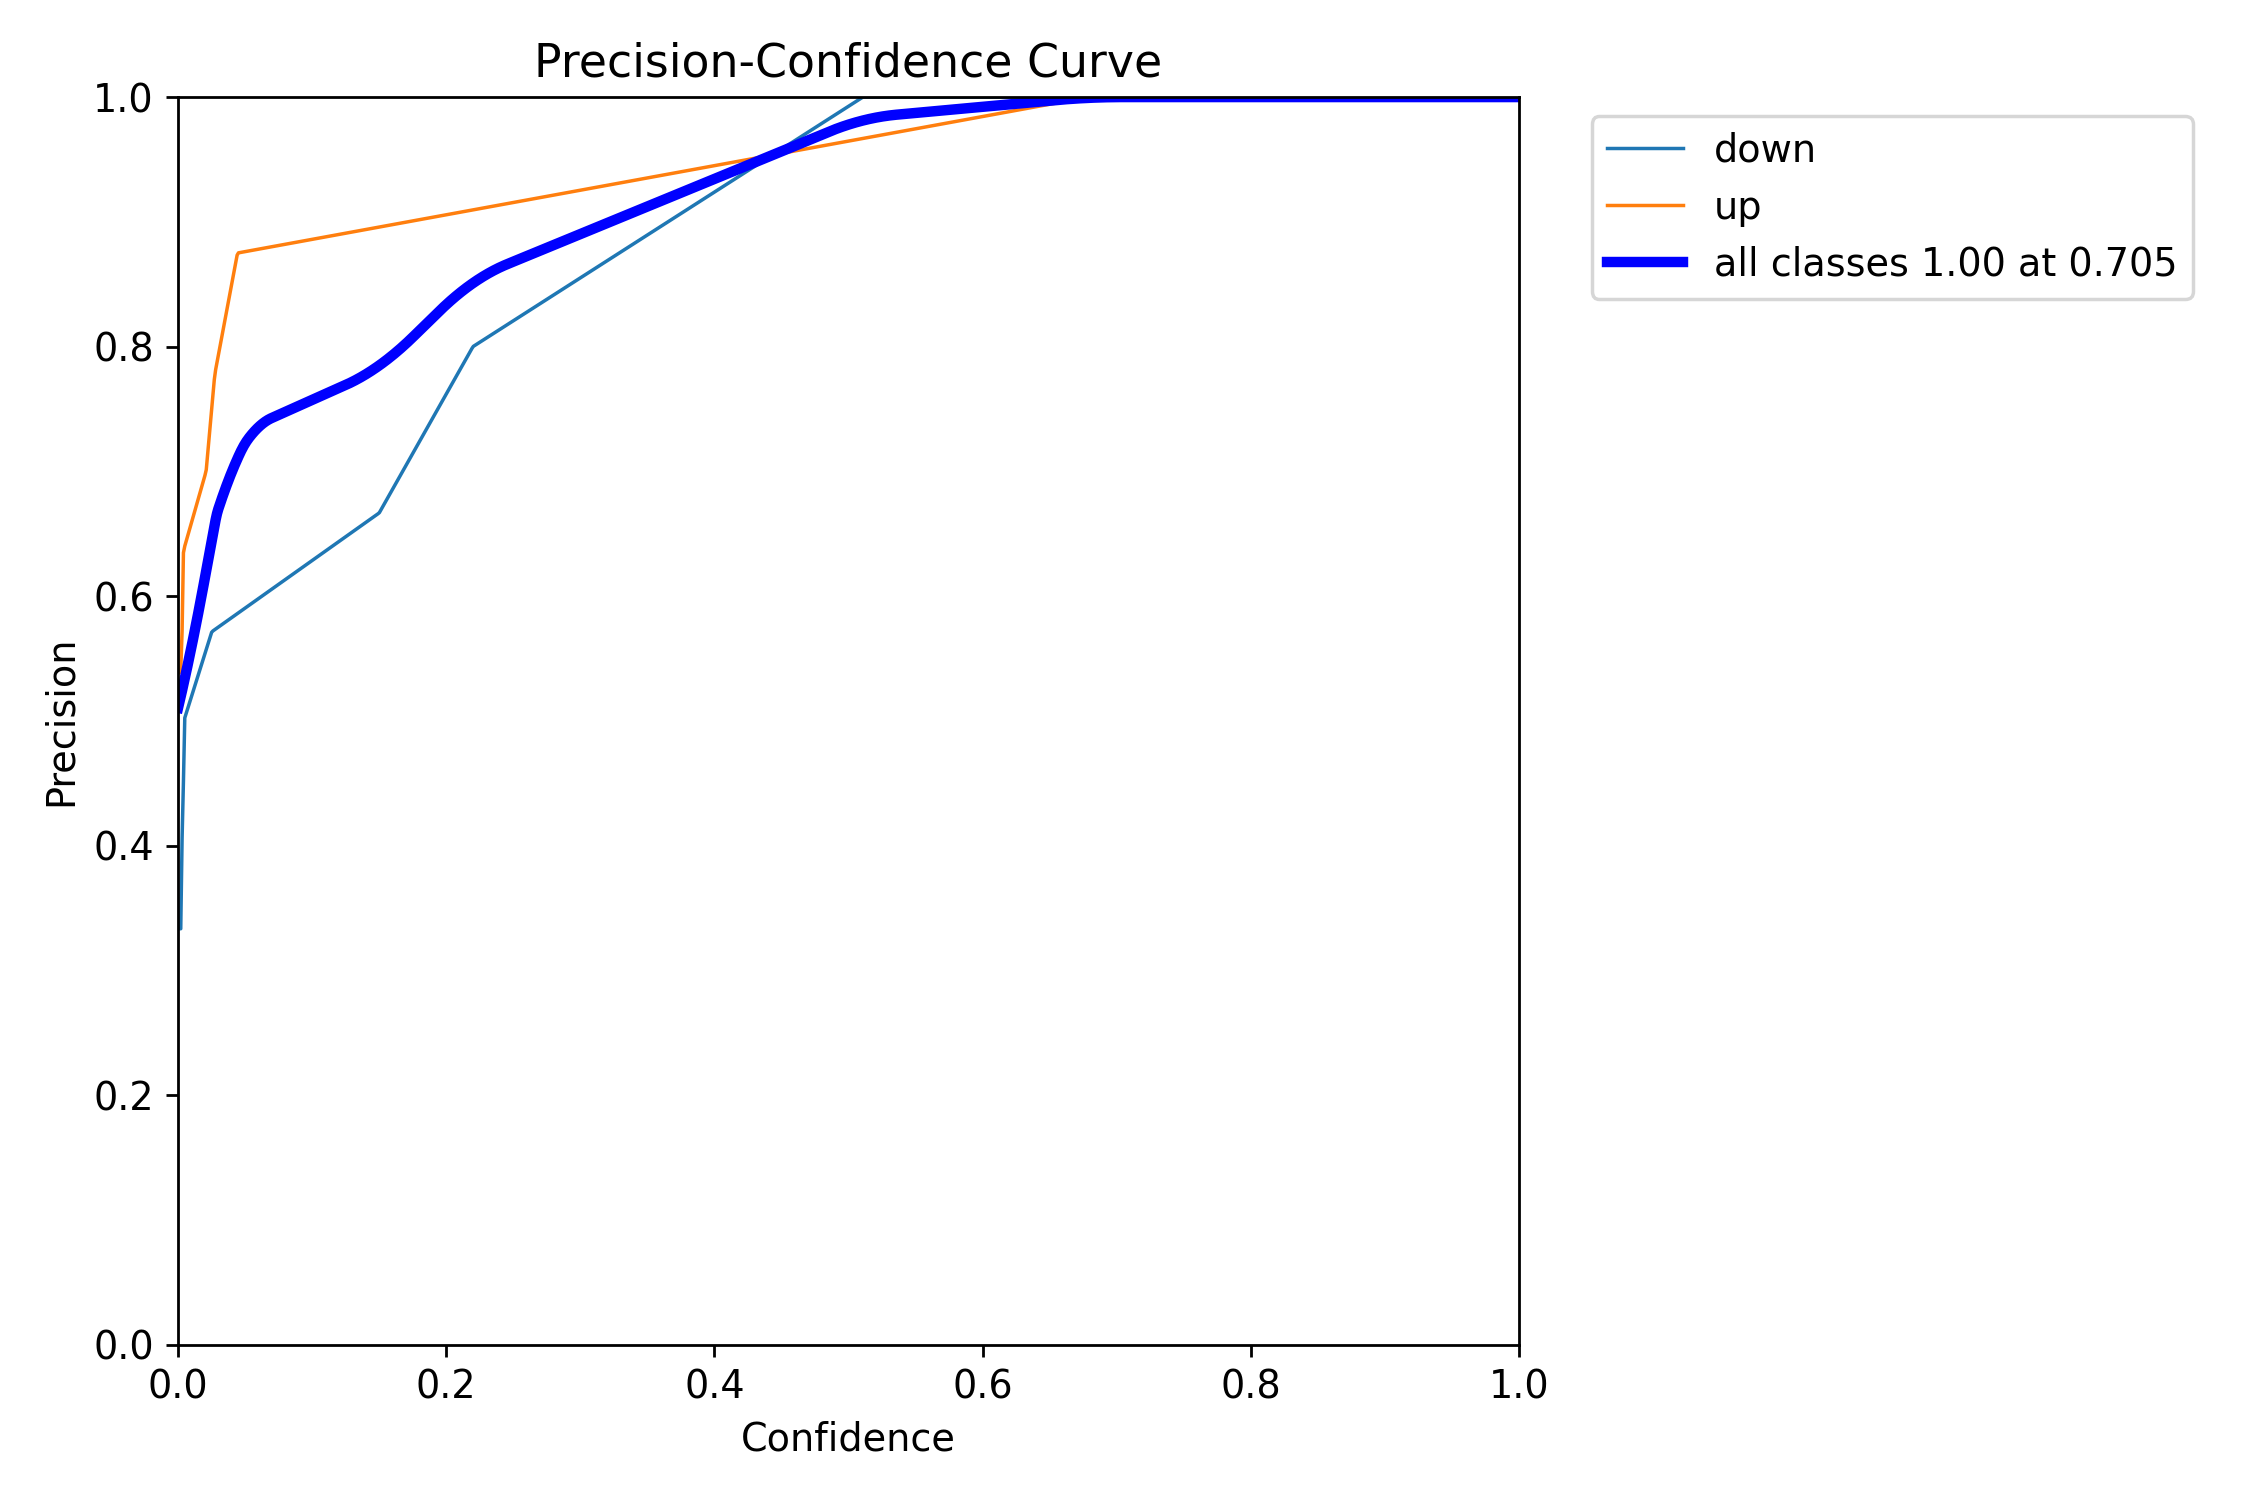 Precision-Confidence Curve
1.0
0.8
0.6
0.4
0.2
0.0
Precision
0.0 0.2 0.4 0.6 0.8 1.0
Confidence
down
up
all classes 1.00 at 0.705